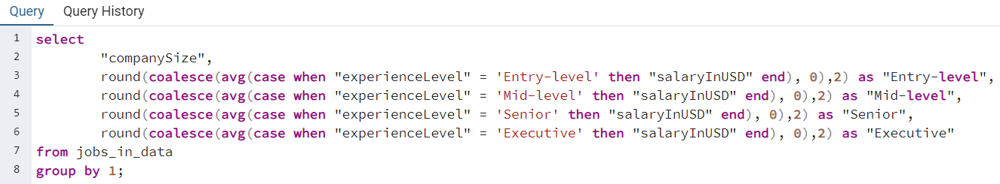 Query Query History
1 select
2 "companySize",
3 round(coalesce(avg(case when "experienceLevel" = 'Entry-level' then "salaryInUSD" end), 0),2) as "Entry-level",
4 round(coalesce(avg(case when "experienceLevel" = 'Mid-level' then "salaryInUSD" end), 0),2) as "Mid-level",
5 round(coalesce(avg(case when "experienceLevel" = 'Senior' then "salaryInUSD" end), 0),2) as "Senior",
6 round(coalesce(avg(case when "experienceLevel" = 'Executive' then "salaryInUSD" end), 0),2) as "Executive"
7 from jobs_in_data
8 group by 1;